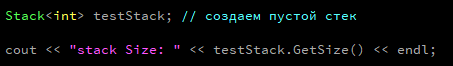 Stack<int> testStack; // создаем пустой стек
cout << "stack Size: " << testStack.GetSize() << endl;